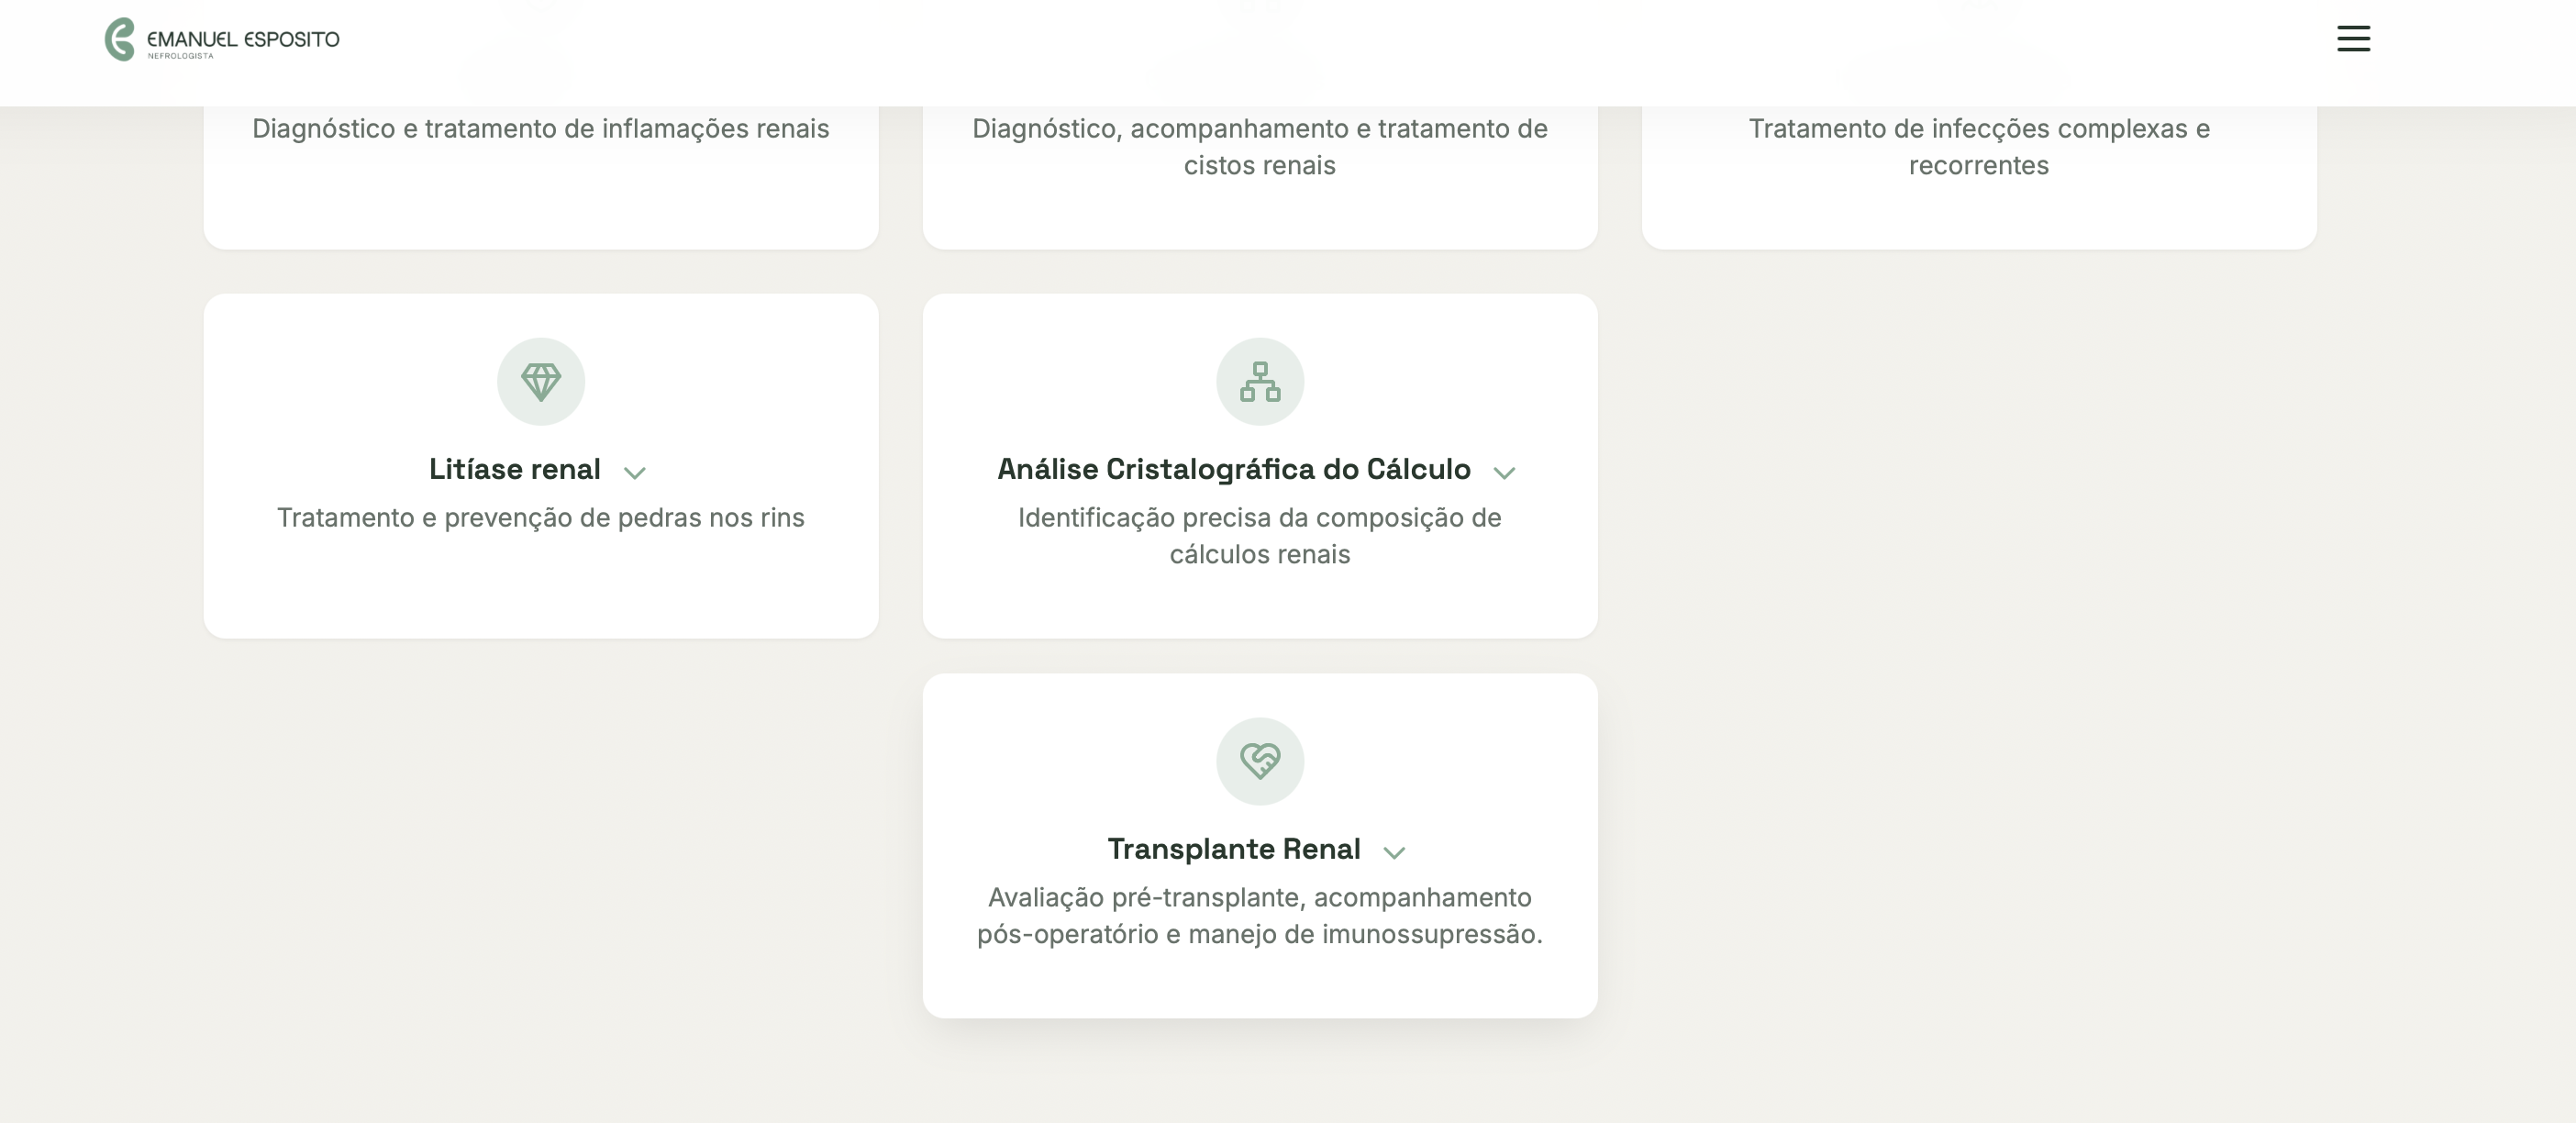 EMANUEL ESPOSITO
NEFROLOGISTA
Diagnóstico e tratamento de inflamações renais
Diagnóstico, acompanhamento e tratamento de
cistos renais
Tratamento de infecções complexas e
recorrentes
Litíase renal
Tratamento e prevenção de pedras nos rins
Análise Cristalográfica do Cálculo
Identificação precisa da composição de
cálculos renais
Transplante Renal
Avaliação pré-transplante, acompanhamento
pós-operatório e manejo de imunossupressão.